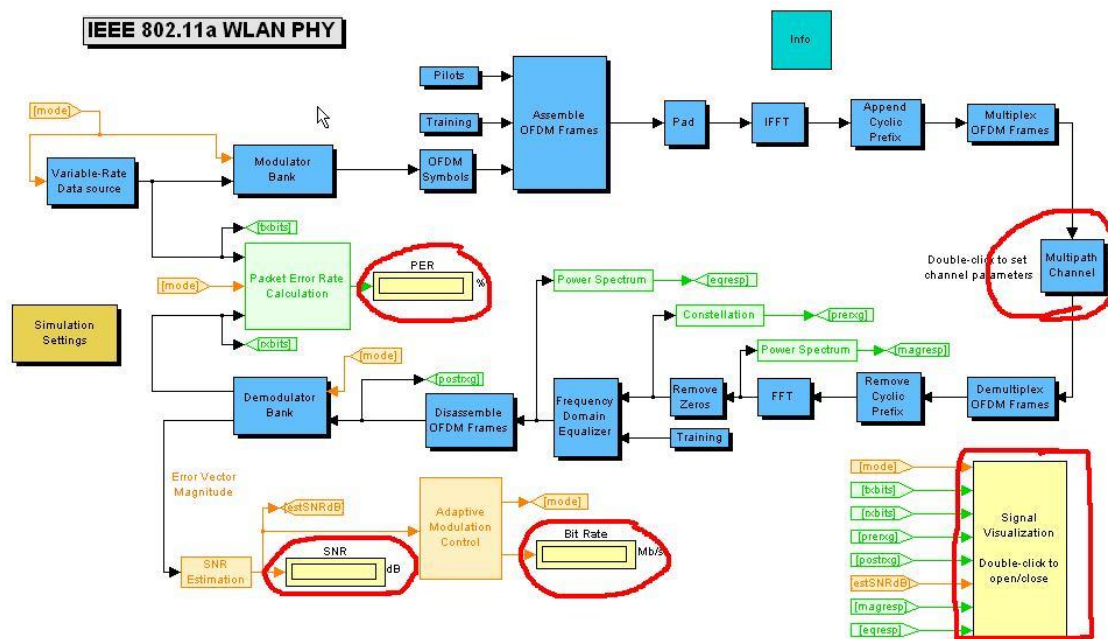 IEEE 802.11a WLAN PHY
Info
Pilots
[mode]
Assemble
OFDM Frames
Training
Pad
IFFT
Append
Cyclic
Prefix
Multiplex
OFDM Frames
Modulator
Bank
OFDM
Symbols
Variable-Rate
Data source
[txbits]
Packet Error Rate
Calculation
PER
%
[mode]
[rxbits]
Double-click to set
channel parameters
Multipath
Channel
Power Spectrum
[eqresp]
Constellation
[prerxg]
Power Spectrum
[magresp]
Simulation
Settings
[mode]
[postrxg]
Demodulator
Bank
Disassemble
OFDM Frames
Frequency
Domain
Equalizer
Remove
Zeros
FFT
Remove
Cyclic
Prefix
Demultiplex
OFDM Frames
Training
Error Vector
Magnitude
[estSNRdB]
Adaptive
Modulation
Control
[mode]
SNR
Estimation
SNR
dB
Bit Rate
Mb/s
[mode]
[txbits]
[rxbits]
[prerxg]
[postrxg]
[estSNRdB]
[magresp]
[eqresp]
Signal
Visualization
Double-click to
open/close